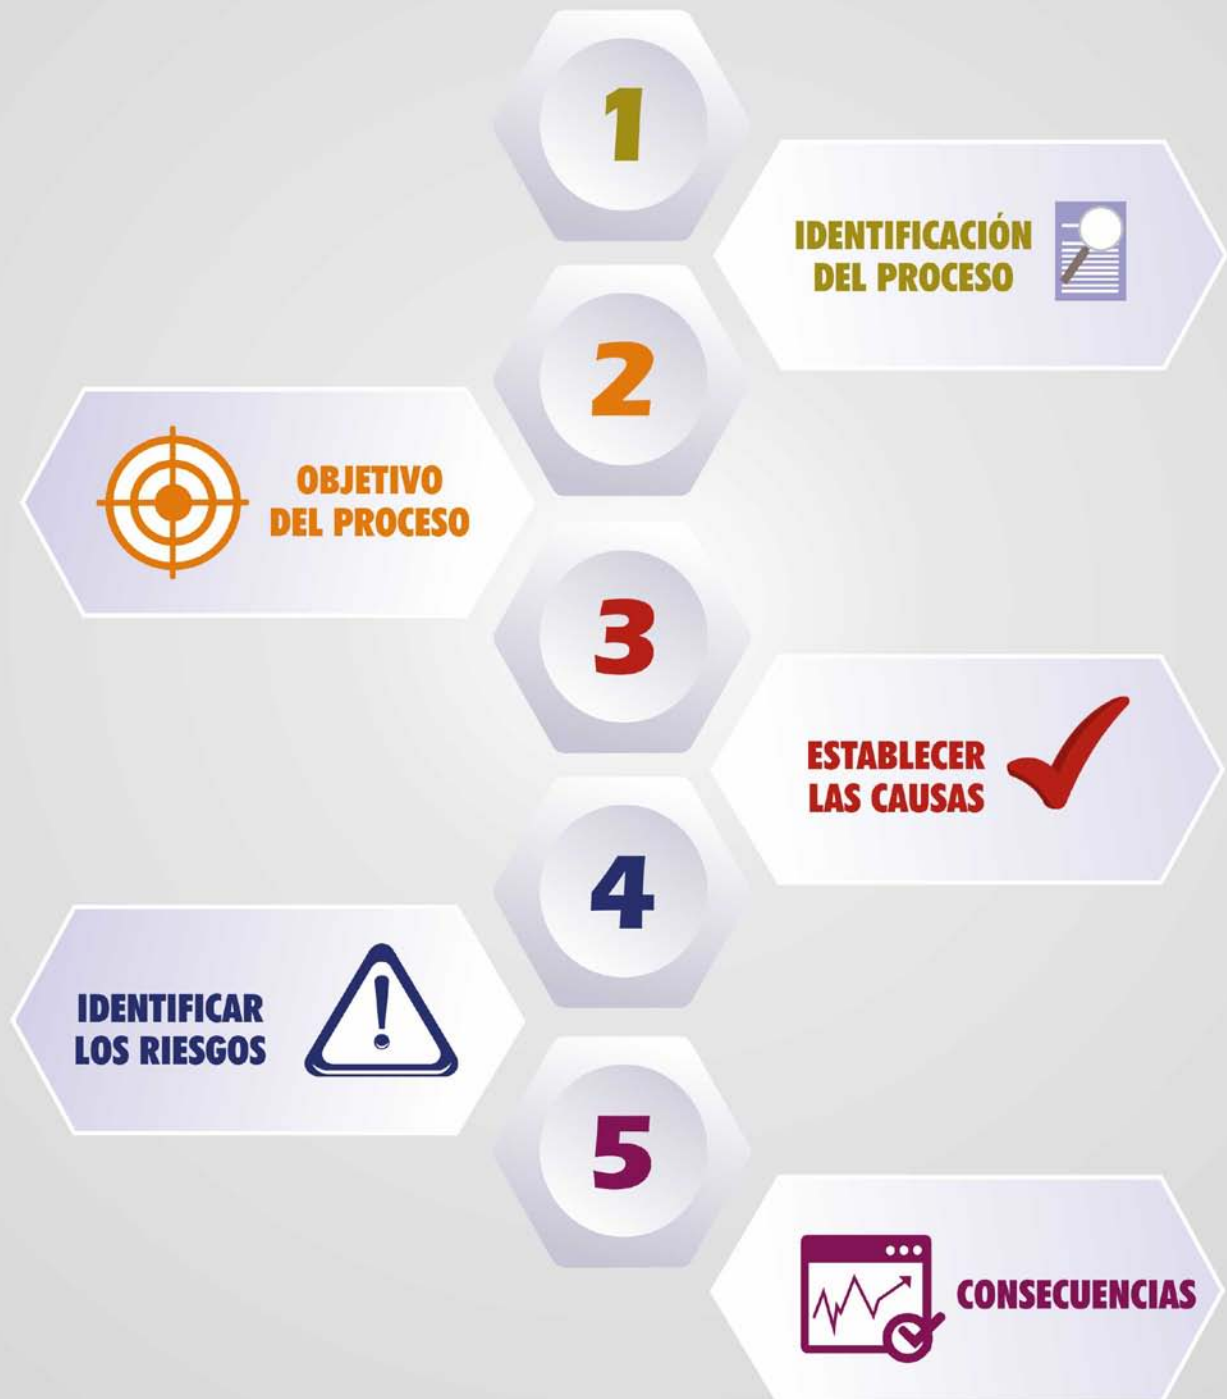 1
IDENTIFICACIÓN
DEL PROCESO
2
OBJETIVO
DEL PROCESO
3
ESTABLECER
LAS CAUSAS
4
IDENTIFICAR
LOS RIESGOS
5
CONSECUENCIAS